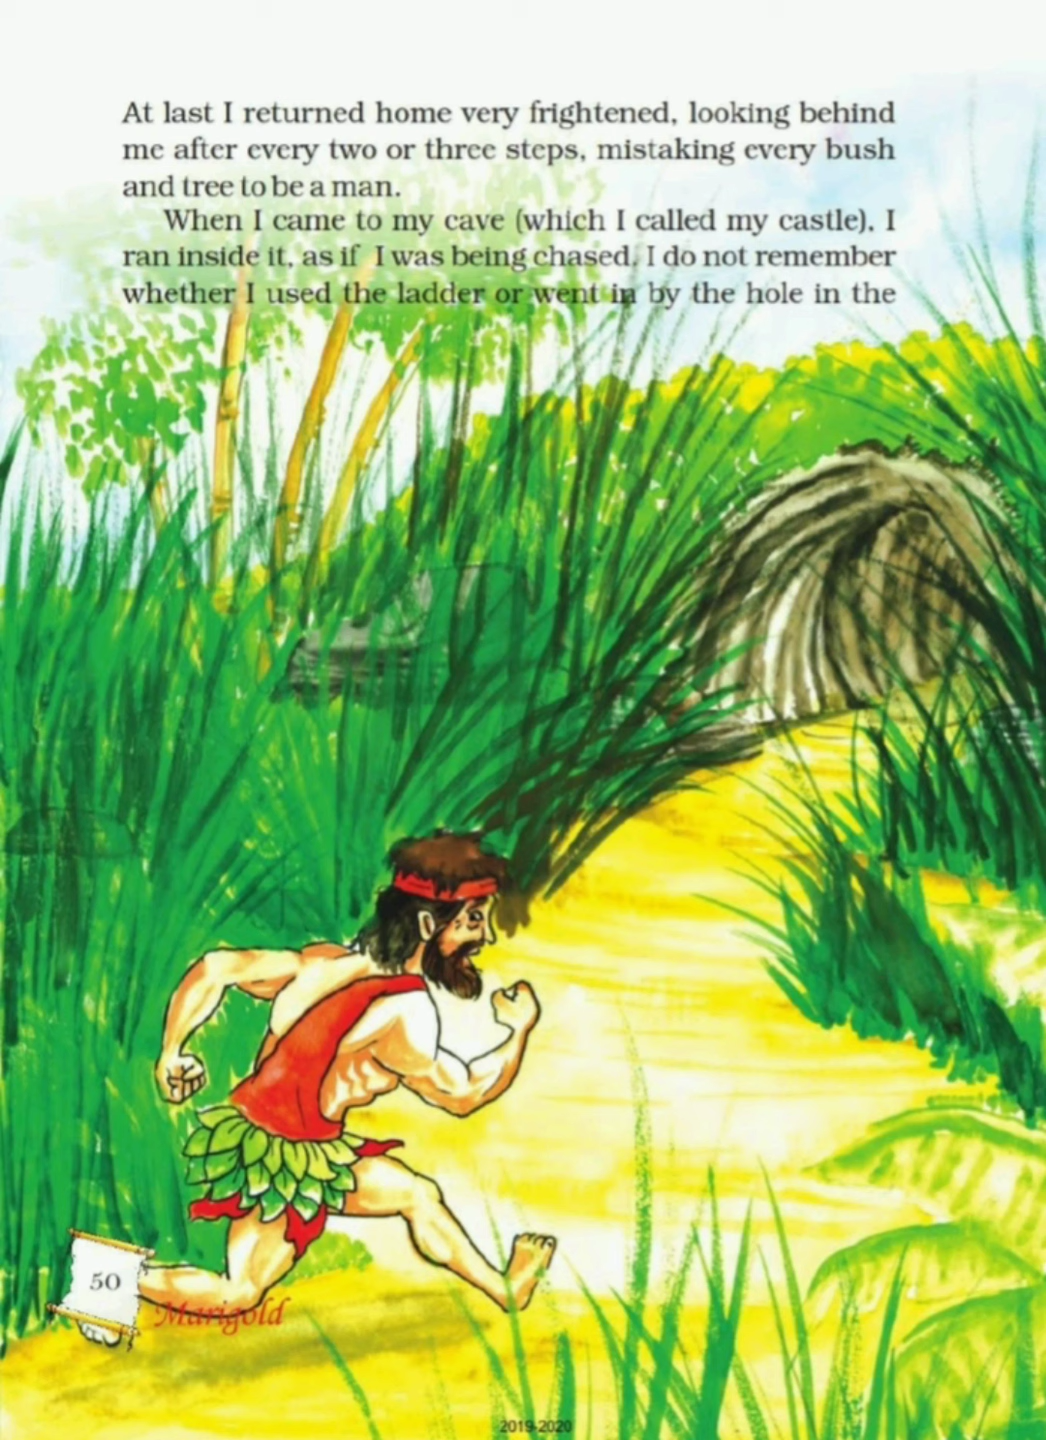 At last I returned home very frightened, looking behind
me after every two or three steps, mistaking every bush
and tree to be a man.
When I came to my cave (which I called my castle), I
ran inside it, as if I was being chased. I do not remember
whether I used the ladder or went in by the hole in the
50
Marigold
2019-2020